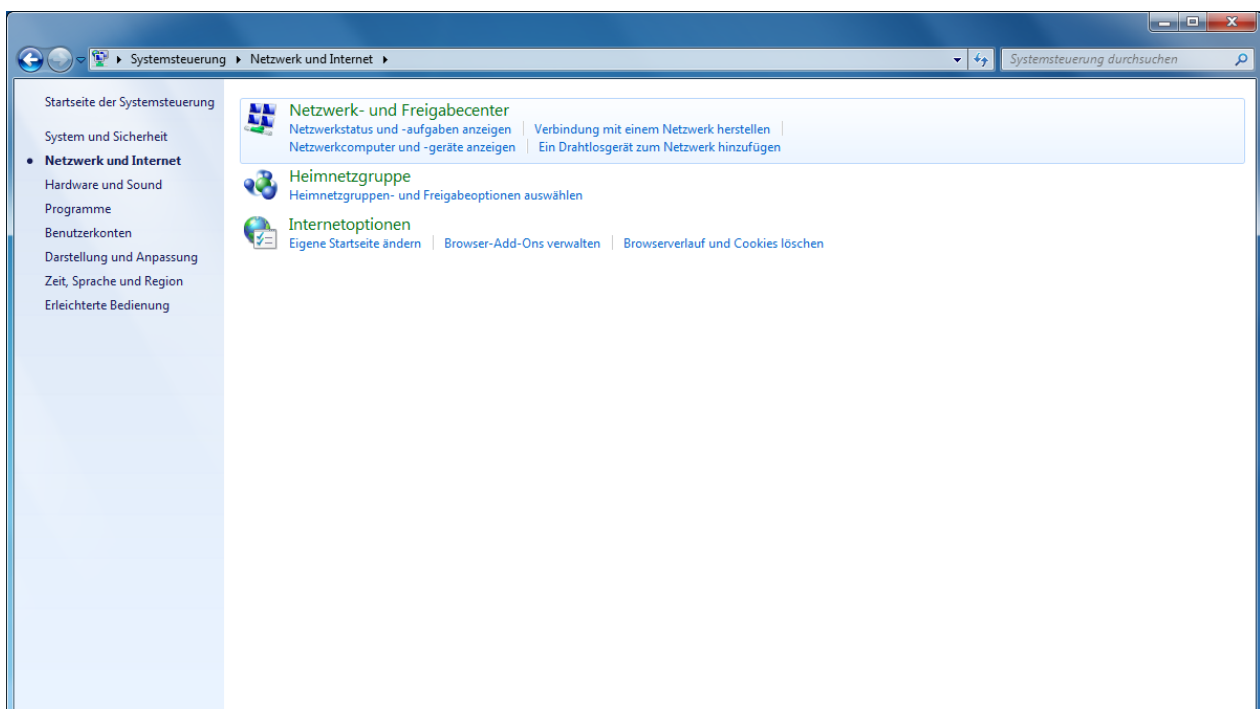 Systemsteuerung Netzwerk und Internet Systemsteuerung durchsuchen
Startseite der Systemsteuerung
System und Sicherheit
Netzwerk und Internet
Hardware und Sound
Programme
Benutzerkonten
Darstellung und Anpassung
Zeit, Sprache und Region
Erleichterte Bedienung
Netzwerk- und Freigabecenter
Netzwerkstatus und -aufgaben anzeigen Verbindung mit einem Netzwerk herstellen
Netzwerkcomputer und -geräte anzeigen Ein Drahtlosgerät zum Netzwerk hinzufügen
Heimnetzgruppe
Heimnetzgruppen- und Freigabeoptionen auswählen
Internetoptionen
Eigene Startseite ändern Browser-Add-Ons verwalten Browserverlauf und Cookies löschen